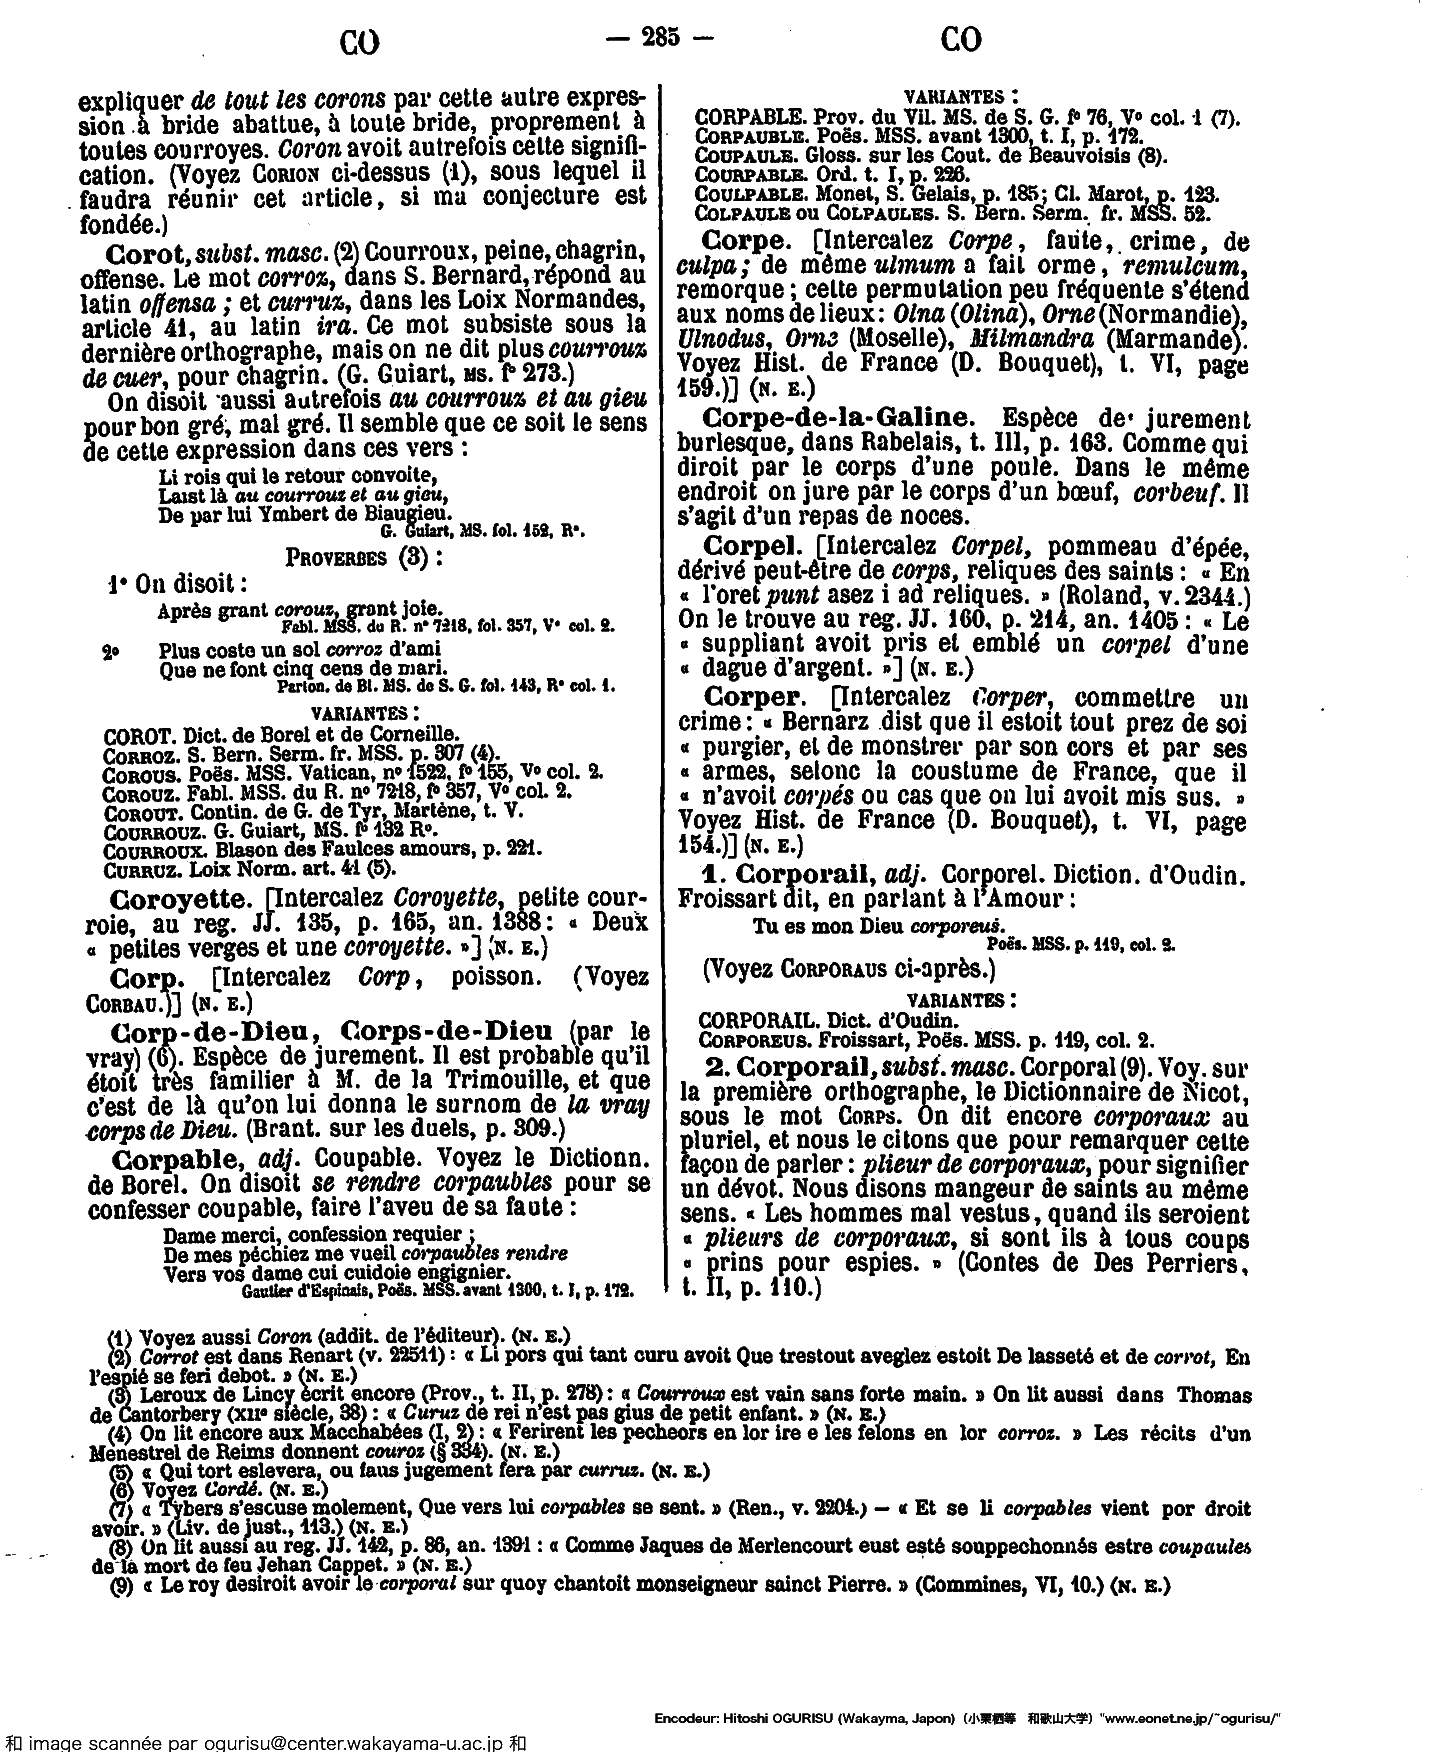 CO
— 285 —
CO
expliquer de tout les corons par cette autre expres-
sion à bride abattue, à toute bride, proprement à
toutes courroyes. Coron avoit autrefois cette signifi-
cation. (Voyez CORION ci-dessus (1), sous lequel il
faudra réunir cet article, si ma conjecture est
fondée.)
Corot, subst. masc. (2) Courroux, peine, chagrin,
offense. Le mot corroz, dans S. Bernard, répond au
latin offensa ; et curruz, dans les Loix Normandes,
article 41, au latin ira. Ce mot subsiste sous la
dernière orthographe, mais on ne dit plus courrouz
de cuer, pour chagrin. (G. Guiart, MS. f° 273.)
On disoit aussi autrefois au courrouz et au gieu
pour bon gré, mal gré. Il semble que ce soit le sens
de cette expression dans ces vers :
Li rois qui le retour convoite,
Laist là au courrouz et au gieu,
De par lui Ymbert de Biaugieu.
G. Guiart, MS. fol. 152, R°.
PROVERBES (3) :
1° On disoit :
Après grant corouz, grant joie.
Fabl. MSS. du R. n° 7218, fol. 357, V° col. 2.
2° Plus coste un sol corroz d'ami
Que ne font cinq cens de mari.
Parton. de Bl. MS. de S. G. fol. 143, R° col. 1.
VARIANTES :
COROT. Dict. de Borel et de Corneille.
CORROZ. S. Bern. Serm. fr. MSS. p. 307 (4).
COROUS. Poës. MSS. Vatican, n° 1522, f° 155, V° col. 2.
COROUZ. Fabl. MSS. du R. n° 7218, f° 357, V° col. 2.
COROUT. Contin. de G. de Tyr, Martène, t. V.
COURROUZ. G. Guiart, MS. f° 132 R°.
COURROUX. Blason des Faulces amours, p. 221.
CURRUZ. Loix Norm. art. 41 (5).
Coroyette. [Intercalez Coroyette, petite cour-
roie, au reg. JJ. 135, p. 165, an. 1388 : « Deux
« petites verges et une coroyette. »] (N. E.)
Corp. [Intercalez Corp, poisson. (Voyez
CORBAU.)] (N. E.)
Corp-de-Dieu, Corps-de-Dieu (par le
vray) (6). Espèce de jurement. Il est probable qu'il
étoit très familier à M. de la Trimouille, et que
c'est de là qu'on lui donna le surnom de la vray
corps de Dieu. (Brant. sur les duels, p. 309.)
Corpable, adj. Coupable. Voyez le Dictionn.
de Borel. On disoit se rendre corpaubles pour se
confesser coupable, faire l'aveu de sa faute :
Dame merci, confession requier ;
De mes péchiez me vueil corpaubles rendre
Vers vos dame cui cuidoie engignier.
Gautier d'Espinais, Poës. MSS. avant 1300, t. I, p. 172.
VARIANTES :
CORPABLE. Prov. du Vil. MS. de S. G. f° 76, V° col. 1 (7).
CORPAUBLE. Poës. MSS. avant 1300, t. I, p. 172.
COUPAULE. Gloss. sur les Cout. de Beauvoisis (8).
COURPABLE. Ord. t. I, p. 226.
COULPABLE. Monet, S. Gelais, p. 185; Cl. Marot, p. 123.
COLPAULE OU COLPAULES. S. Bern. Serm. fr. MSS. 52.
Corpe. [Intercalez Corpe, faute, crime, de
culpa; de même ulmum a fait orme, remulcum,
remorque ; cette permutation peu fréquente s'étend
aux noms de lieux : Olna (Olina), Orne (Normandie),
Ulnodus, Orne (Moselle), Milmandra (Marmande).
Voyez Hist. de France (D. Bouquet), t. VI, page
159.)] (N. E.)
Corpe-de-la-Galine. Espèce de jurement
burlesque, dans Rabelais, t. III, p. 163. Comme qui
diroit par le corps d'une poule. Dans le même
endroit on jure par le corps d'un bœuf, corbeuf. Il
s'agit d'un repas de noces.
Corpel. [Intercalez Corpel, pommeau d'épée,
dérivé peut-être de corps, reliques des saints : « En
« l'oret punt asez i ad reliques. » (Roland, v. 2344.)
On le trouve au reg. JJ. 160, p. 214, an. 1405 : « Le
« suppliant avoit pris et emblé un corpel d'une
« dague d'argent. »] (N. E.)
Corper. [Intercalez Corper, commettre un
crime : « Bernarz dist que il estoit tout prez de soi
« purgier, et de monstrer par son cors et par ses
« armes, selonc la coustume de France, que il
« n'avoit corpés ou cas que on lui avoit mis sus. »
Voyez Hist. de France (D. Bouquet), t. VI, page
154.)] (N. E.)
1. Corporail, adj. Corporel. Diction. d'Oudin.
Froissart dit, en parlant à l'Amour :
Tu es mon Dieu corporeus.
Poës. MSS. p. 119, col. 2.
(Voyez CORPORAUS ci-après.)
VARIANTES :
CORPORAIL. Dict. d'Oudin.
CORPOREUS. Froissart, Poës. MSS. p. 119, col. 2.
2. Corporail, subst. masc. Corporal (9). Voy. sur
la première orthographe, le Dictionnaire de Nicot,
sous le mot CORPS. On dit encore corporaux au
pluriel, et nous le citons que pour remarquer cette
façon de parler : plieur de corporaux, pour signifier
un dévot. Nous disons mangeur de saints au même
sens. « Les hommes mal vestus, quand ils seroient
« plieurs de corporaux, si sont ils à tous coups
« prins pour espies. » (Contes de Des Perriers,
t. II, p. 110.)
(1) Voyez aussi Coron (addit. de l'éditeur). (N. E.)
(2) Corrot est dans Renart (v. 22511) : « Li pors qui tant curu avoit Que trestout aveglez estoit De lasseté et de corrot, En
l'espié se feri debot. » (N. E.)
(3) Leroux de Lincy écrit encore (Prov., t. II, p. 278) : « Courroux est vain sans forte main. » On lit aussi dans Thomas
de Cantorbery (XIIe siècle, 38) : « Curuz de rei n'est pas gius de petit enfant. » (N. E.)
(4) On lit encore aux Macchabées (I, 2) : « Ferirent les pecheors en lor ire e les felons en lor corroz. » Les récits d'un
Menestrel de Reims donnent couroz (§ 334). (N. E.)
(5) « Qui tort eslevera, ou faus jugement fera par curruz. (N. E.)
(6) Voyez Cordé. (N. E.)
(7) « Tybers s'escuse molement, Que vers lui corpables se sent. » (Ren., v. 2204.) — « Et se li corpables vient por droit
avoir. » (Liv. de just., 113.) (N. E.)
(8) On lit aussi au reg. JJ. 142, p. 86, an. 1391 : « Comme Jaques de Merlencourt eust esté souppechonnés estre coupaules
de la mort de feu Jehan Cappet. » (N. E.)
(9) « Le roy desiroit avoir le corporal sur quoy chantoit monseigneur sainct Pierre. » (Commines, VI, 10.) (N. E.)
Encodeur: Hitoshi OGURISU (Wakayma, Japon)（小栗栖等 和歌山大学）"www.eonet.ne.jp/~ogurisu/"
和 image scannée par ogurisu@center.wakayama-u.ac.jp 和